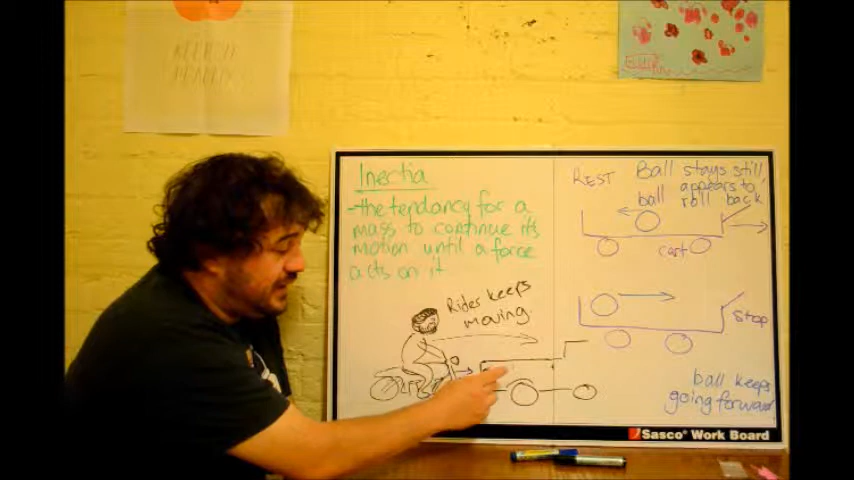 Inertia
-the tendancy for a
mass to continue its
motion until a force
acts on it
Rides keeps
moving
REST
Ball stays still,
appears to
roll back
ball
cart
Stop
ball keeps
going forward
Sasco Work Board